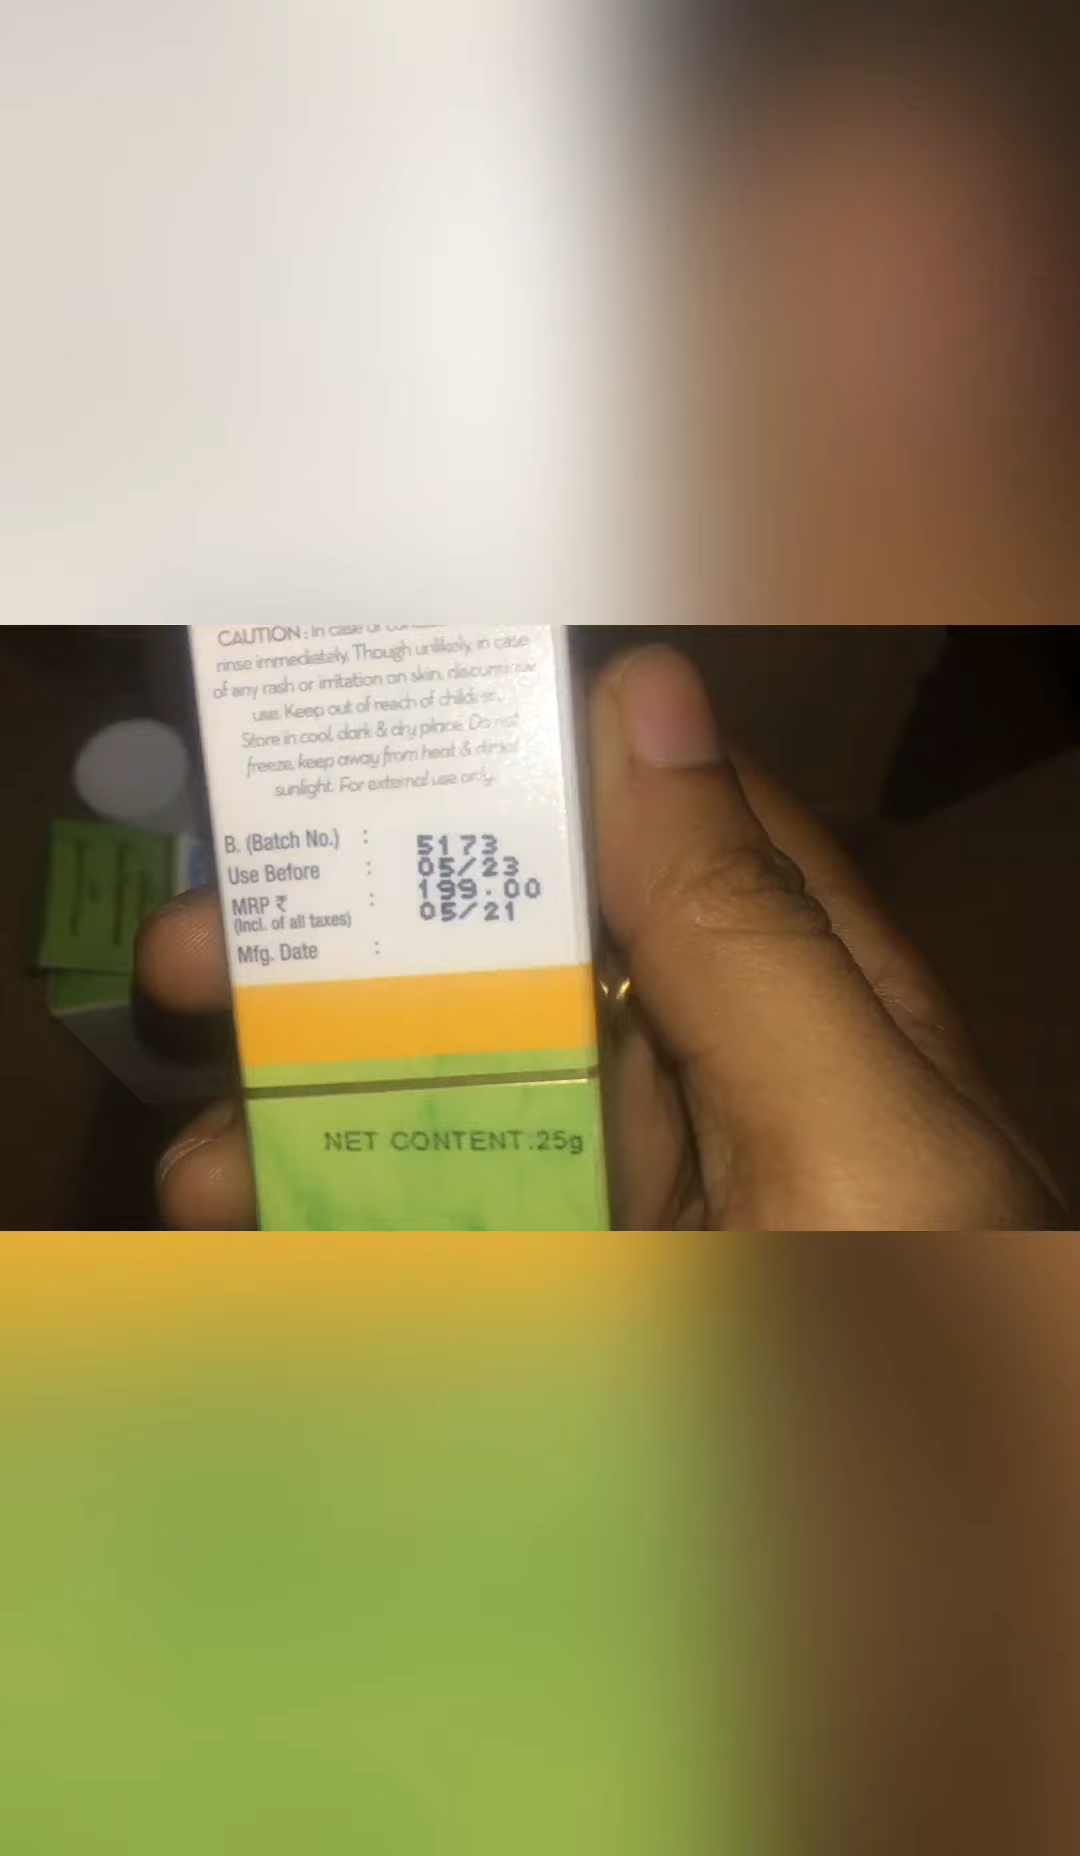 CAUTION: In case of
rinse immediately. Though unlikely, in case
of any rash or irritation on skin, discontinue
use. Keep out of reach of children.
Store in cool, dark & dry place. Do not
freeze, keep away from heat & direct
sunlight. For external use only.
B. (Batch No.) : 5173
Use Before : 05/23
MRP ₹ : 199.00
(Incl. of all taxes)
Mfg. Date : 05/21
NET CONTENT:25g